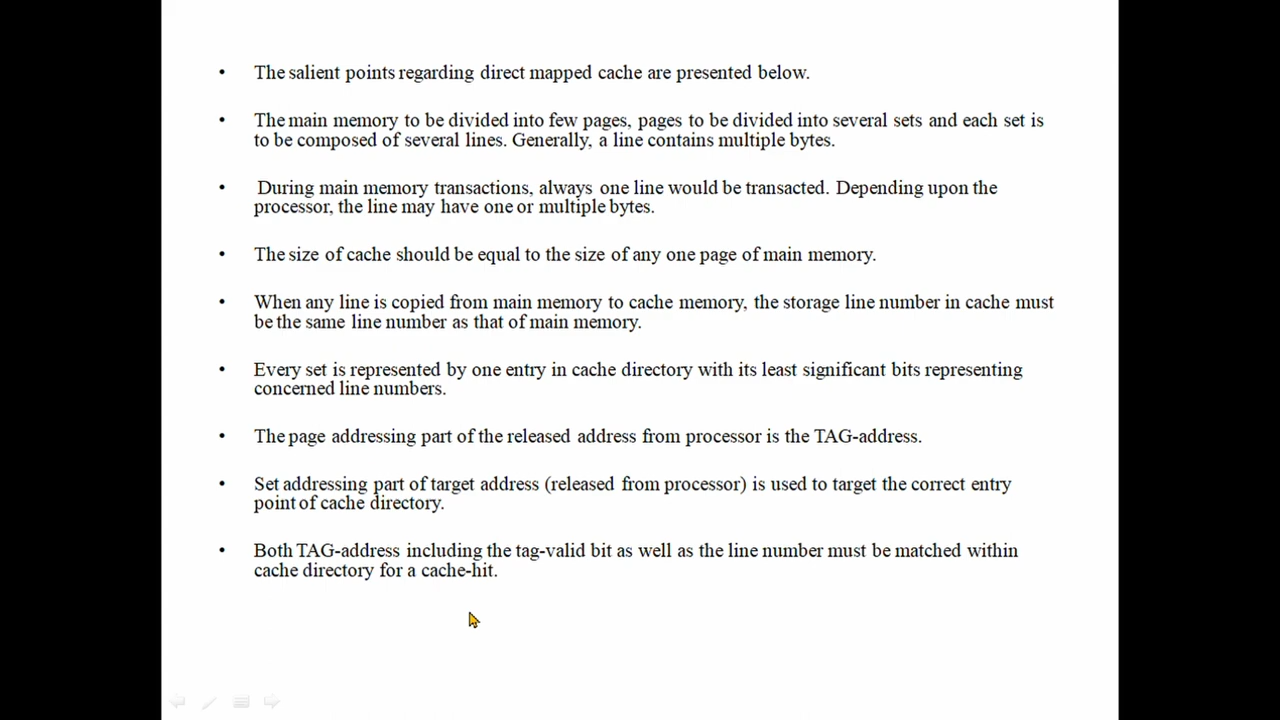 • The salient points regarding direct mapped cache are presented below.
• The main memory to be divided into few pages, pages to be divided into several sets and each set is
to be composed of several lines. Generally, a line contains multiple bytes.
• During main memory transactions, always one line would be transacted. Depending upon the
processor, the line may have one or multiple bytes.
• The size of cache should be equal to the size of any one page of main memory.
• When any line is copied from main memory to cache memory, the storage line number in cache must
be the same line number as that of main memory.
• Every set is represented by one entry in cache directory with its least significant bits representing
concerned line numbers.
• The page addressing part of the released address from processor is the TAG-address.
• Set addressing part of target address (released from processor) is used to target the correct entry
point of cache directory.
• Both TAG-address including the tag-valid bit as well as the line number must be matched within
cache directory for a cache-hit.